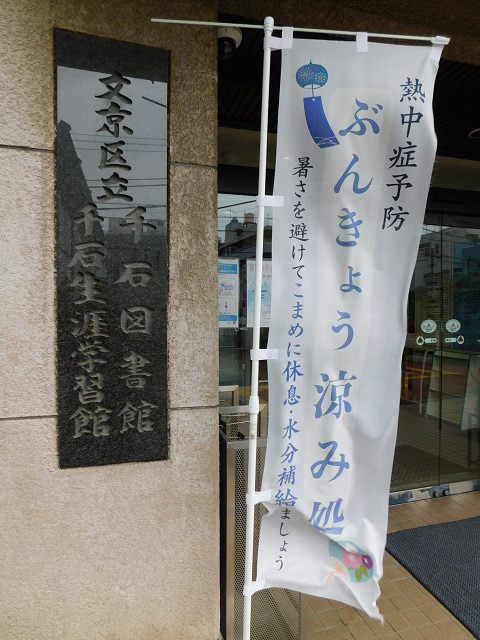 文京区立
千石図書館
千石生涯学習館
熱中症予防
ぶんきょう涼み処
暑さを避けてこまめに休息・水分補給ましょう